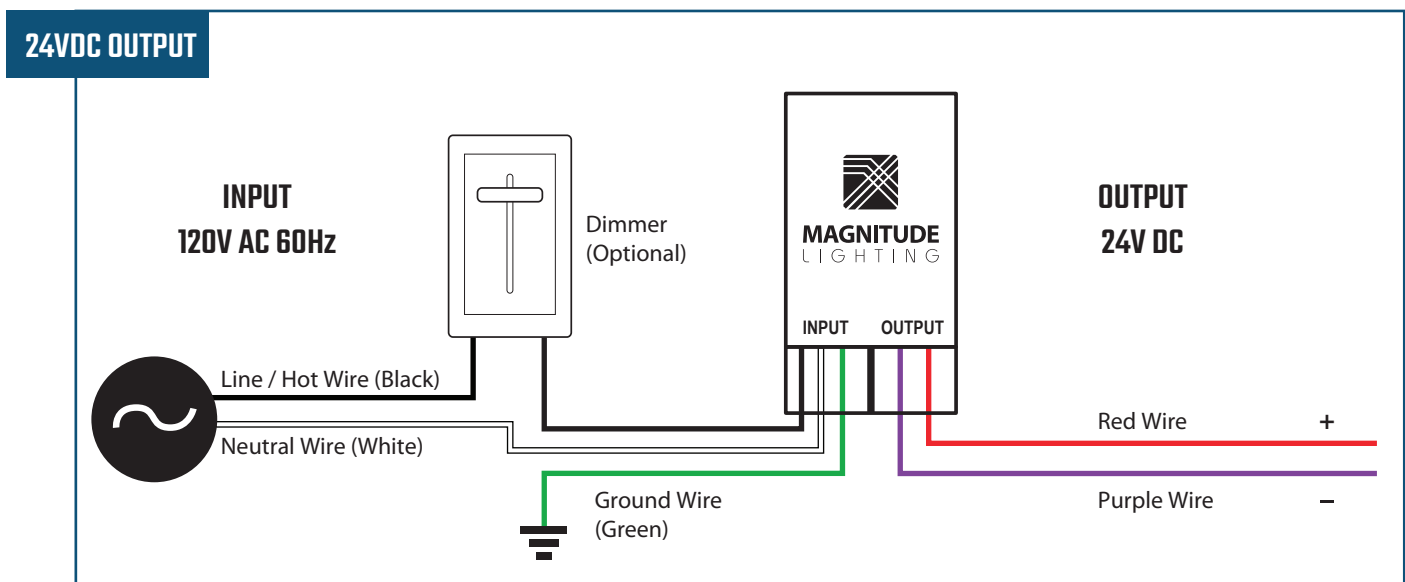 24VDC OUTPUT
INPUT
120V AC 60Hz
Dimmer
(Optional)
MAGNITUDE
LIGHTING
INPUT OUTPUT
OUTPUT
24V DC
Line / Hot Wire (Black)
Neutral Wire (White)
Ground Wire
(Green)
Red Wire +
Purple Wire –